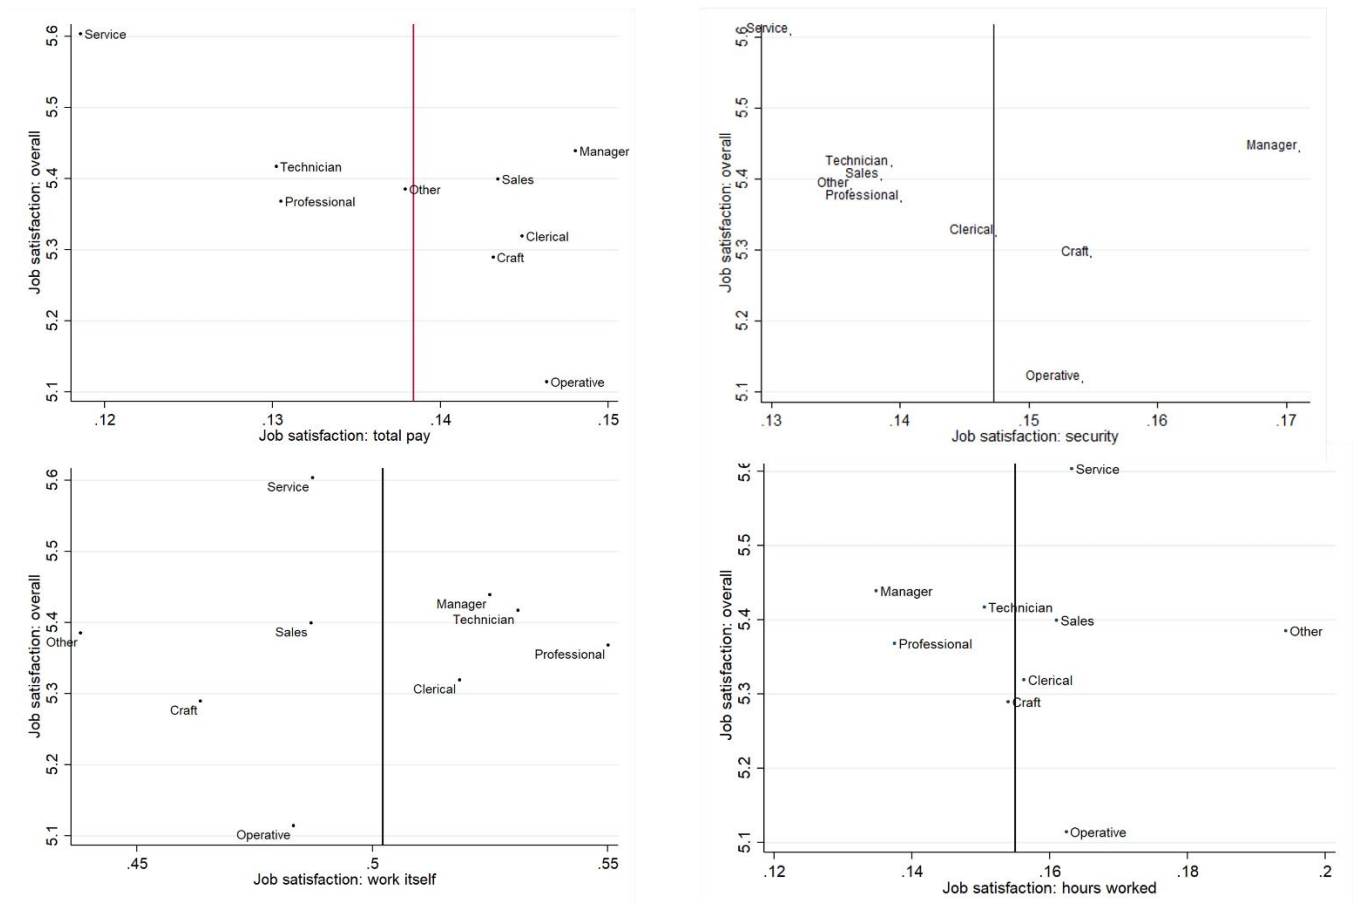 Job satisfaction: overall
5.6
5.5
5.4
5.3
5.2
5.1
Service
Technician
Professional
Other
Manager
Sales
Clerical
Craft
Operative
.12
.13
.14
.15
Job satisfaction: total pay
Job satisfaction: overall
5.6
5.5
5.4
5.3
5.2
5.1
Service
Manager
Technician
Sales
Other
Professional
Clerical
Craft
Operative
.13
.14
.15
.16
.17
Job satisfaction: security
Job satisfaction: overall
5.6
5.5
5.4
5.3
5.2
5.1
Service
Manager
Technician
Sales
Other
Professional
Clerical
Craft
Operative
.45
.5
.55
Job satisfaction: work itself
Job satisfaction: overall
5.6
5.5
5.4
5.3
5.2
5.1
Service
Manager
Technician
Sales
Other
Professional
Clerical
Craft
Operative
.12
.14
.16
.18
.2
Job satisfaction: hours worked